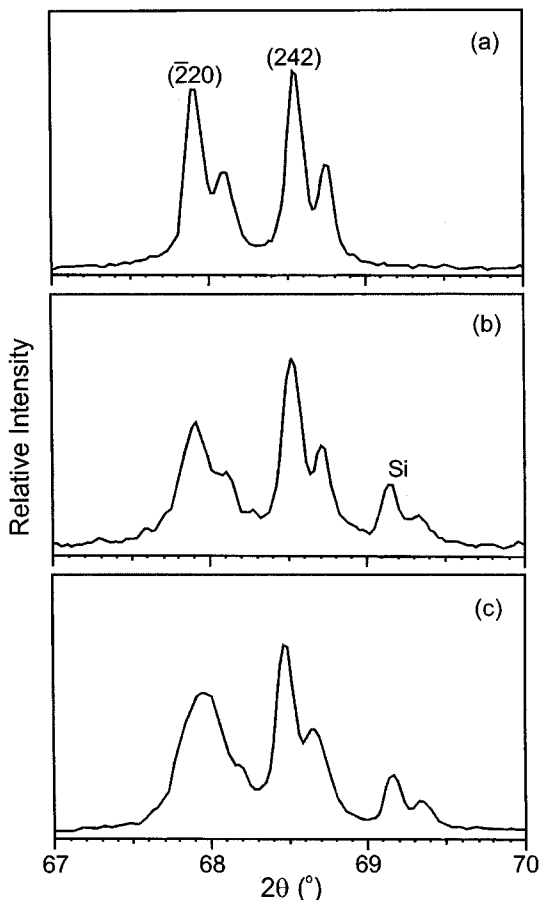 (a)
(2̅20)
(242)
(b)
Si
(c)
Relative Intensity
67 68 69 70
2θ (°)